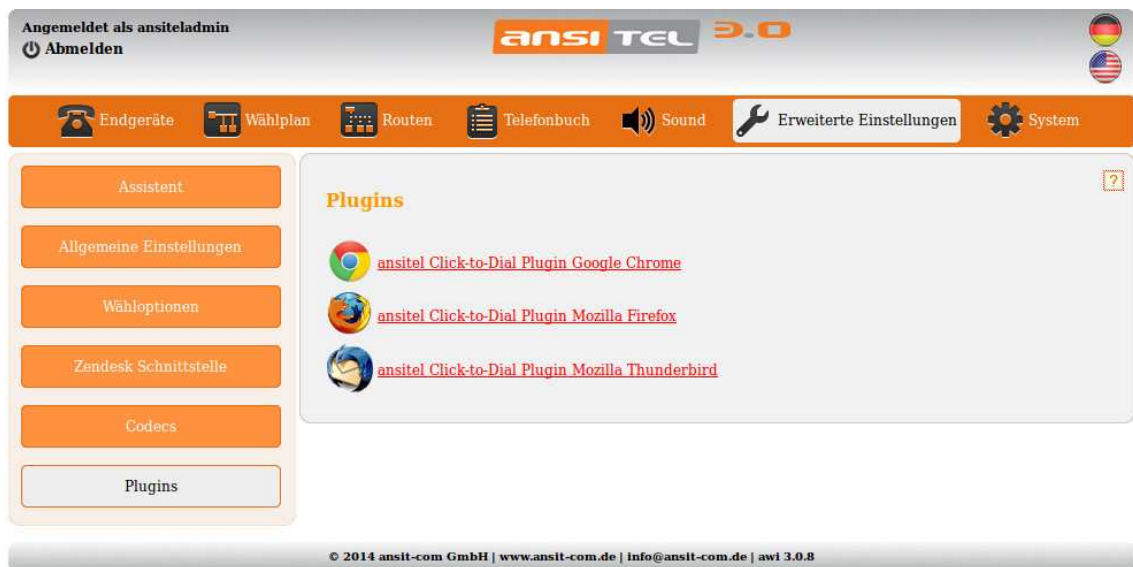 Angemeldet als ansiteladmin
Abmelden
ansi TEL 3.0
Endgeräte
Wählplan
Routen
Telefonbuch
Sound
Erweiterte Einstellungen
System
Assistent
Allgemeine Einstellungen
Wähloptionen
Zendesk Schnittstelle
Codecs
Plugins
Plugins
?
ansitel Click-to-Dial Plugin Google Chrome
ansitel Click-to-Dial Plugin Mozilla Firefox
ansitel Click-to-Dial Plugin Mozilla Thunderbird
© 2014 ansit-com GmbH | www.ansit-com.de | info@ansit-com.de | awi 3.0.8